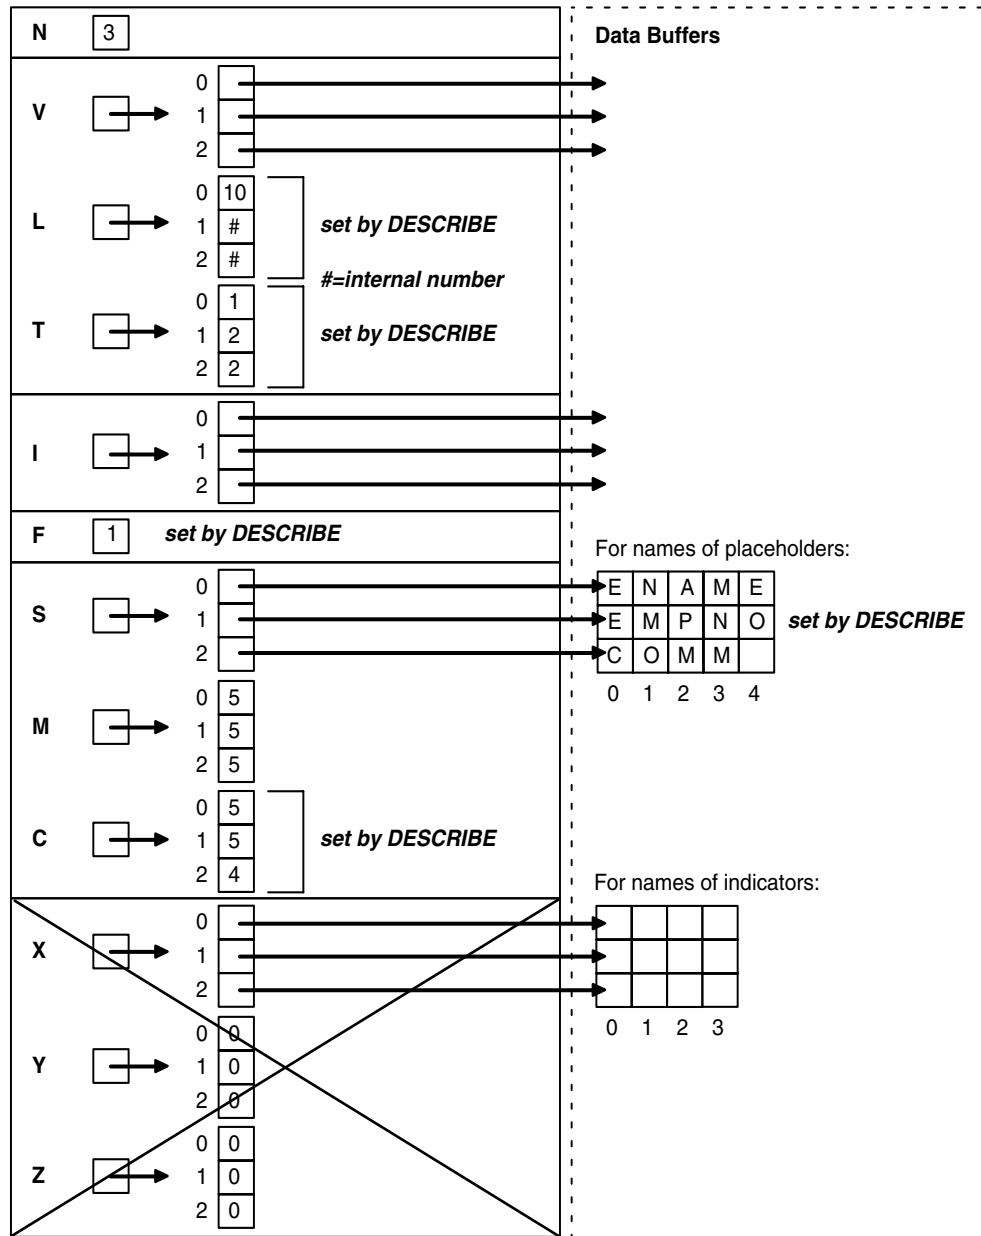 N 3
Data Buffers
0
V 1
2
0 10
L 1 # set by DESCRIBE
2 #
#=internal number
0 1
T 1 2 set by DESCRIBE
2 2
0
I 1
2
F 1 set by DESCRIBE
For names of placeholders:
0 E N A M E
S 1 E M P N O set by DESCRIBE
2 C O M M
0 1 2 3 4
0 5
M 1 5
2 5
0 5
C 1 5 set by DESCRIBE
2 4
For names of indicators:
0
X 1
2
0 1 2 3
0 0
Y 1 0
2 0
0 0
Z 1 0
2 0